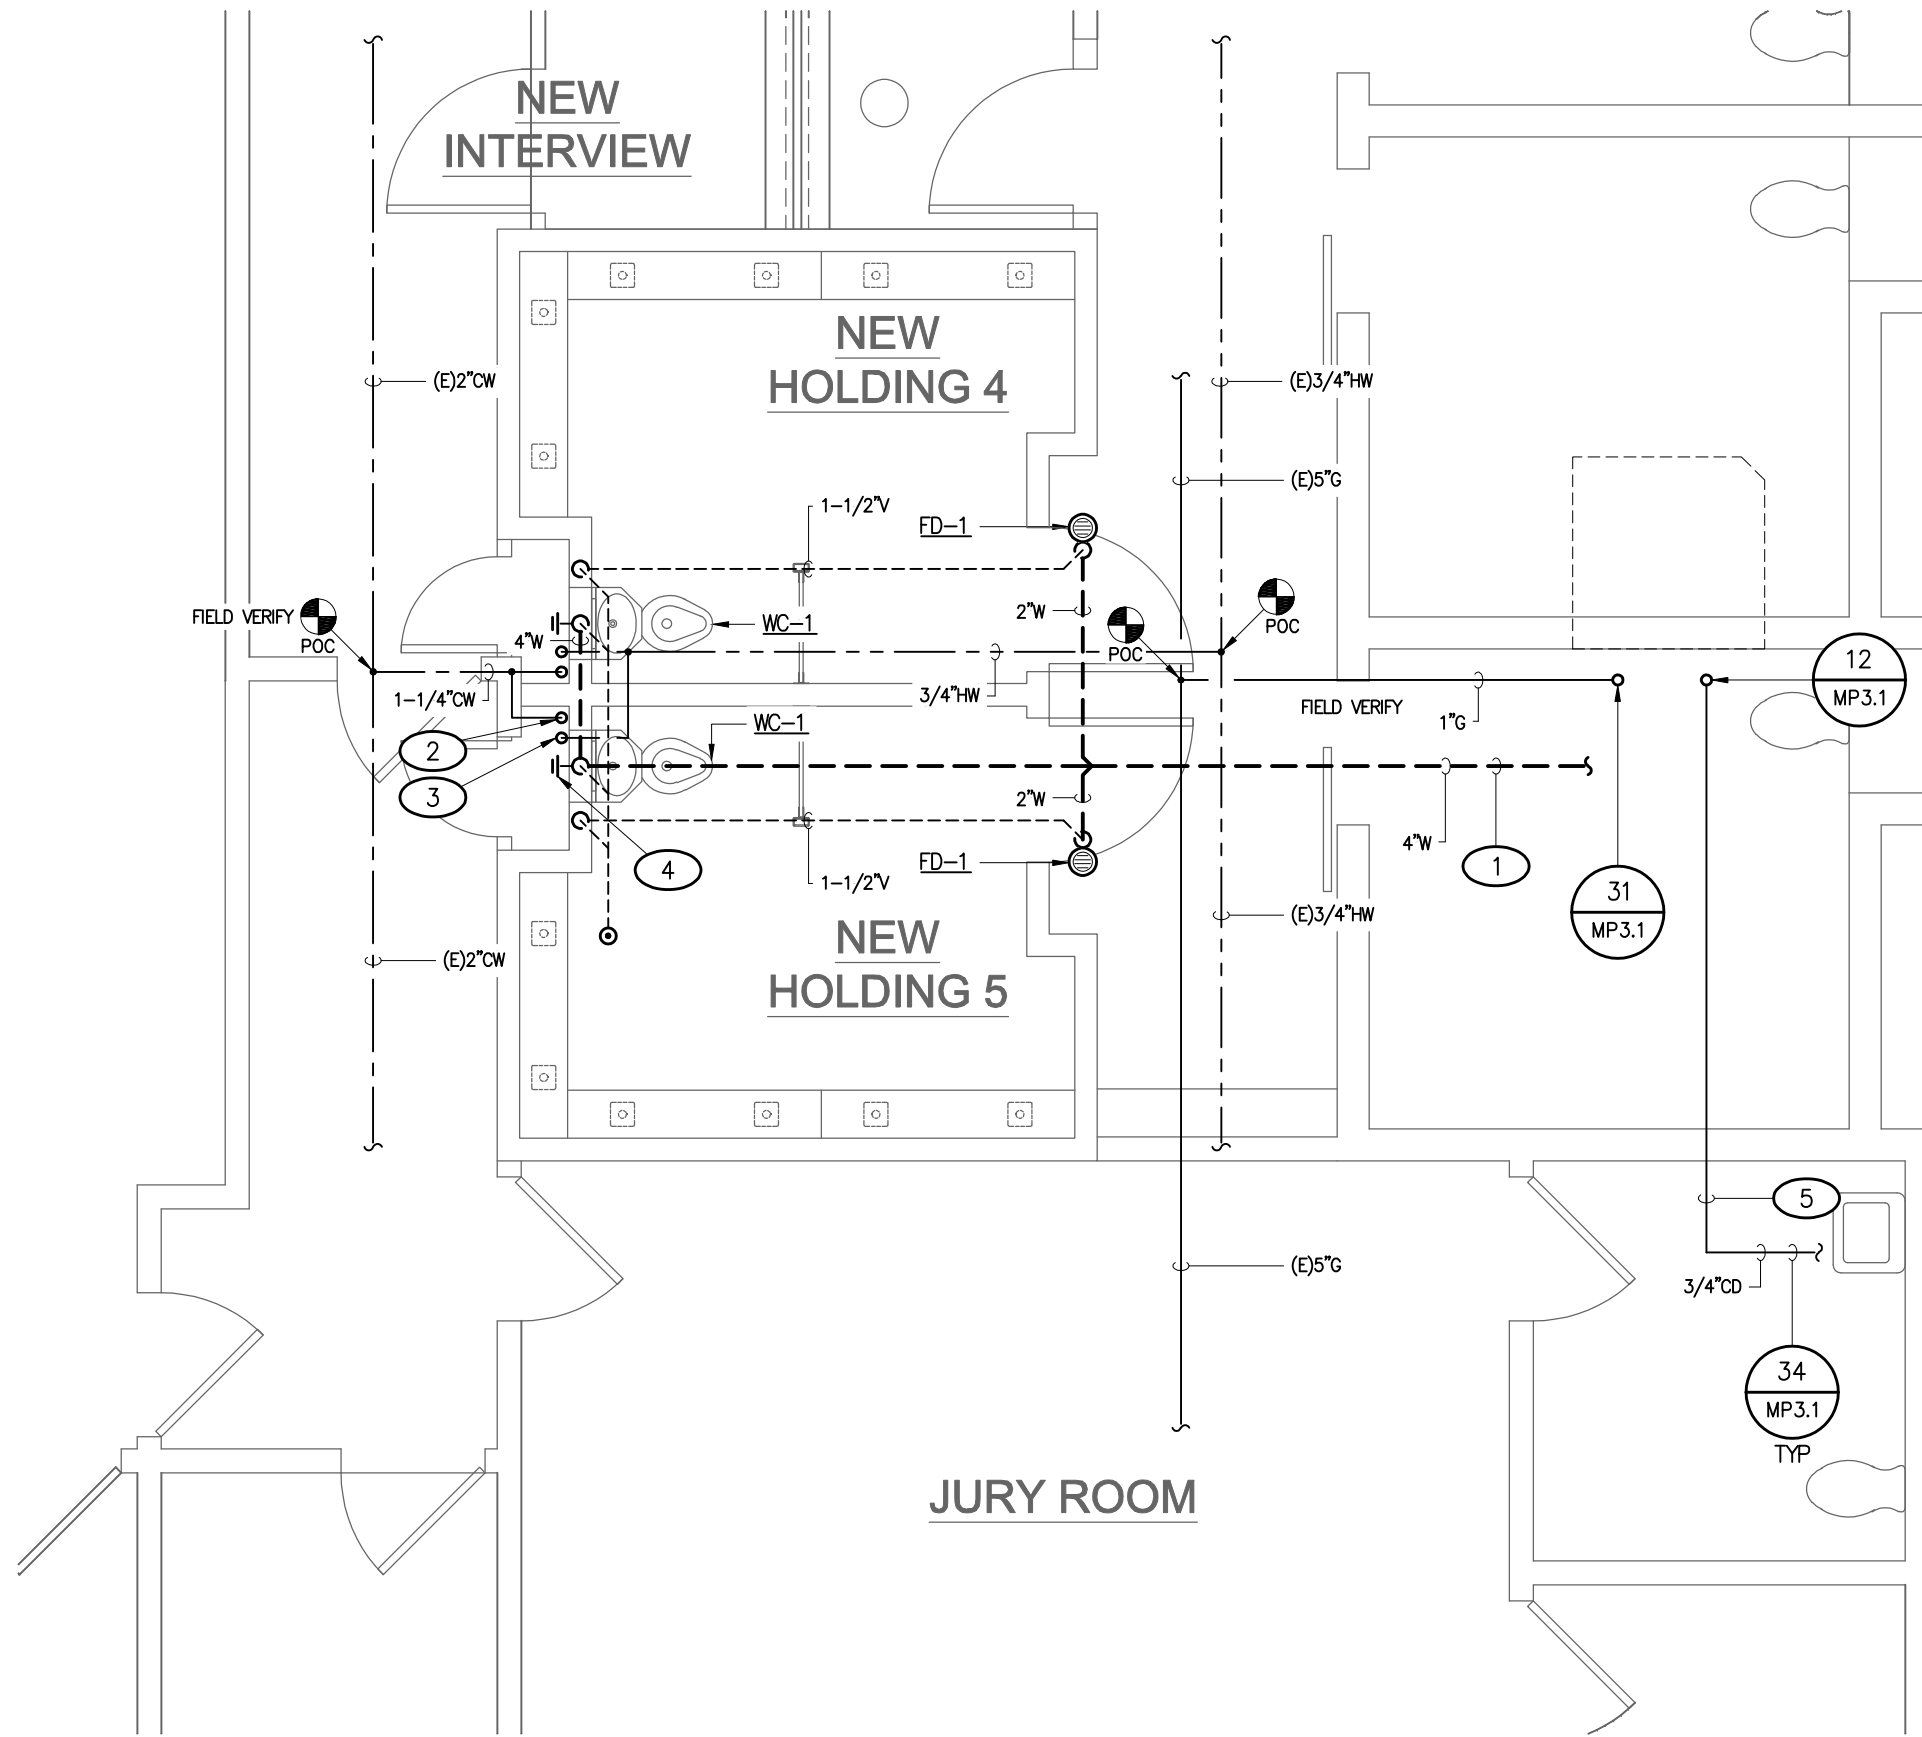 NEW
INTERVIEW
NEW
HOLDING 4
(E)2"CW
(E)3/4"HW
(E)5"G
1-1/2"V
FD-1
FIELD VERIFY
POC
4"W
WC-1
2"W
POC
POC
12
MP3.1
1-1/4"CW
3/4"HW
FIELD VERIFY
1"G
WC-1
2
3
2"W
4"W
1
4
FD-1
1-1/2"V
31
MP3.1
(E)3/4"HW
NEW
HOLDING 5
(E)2"CW
5
(E)5"G
3/4"CD
34
MP3.1
TYP
JURY ROOM